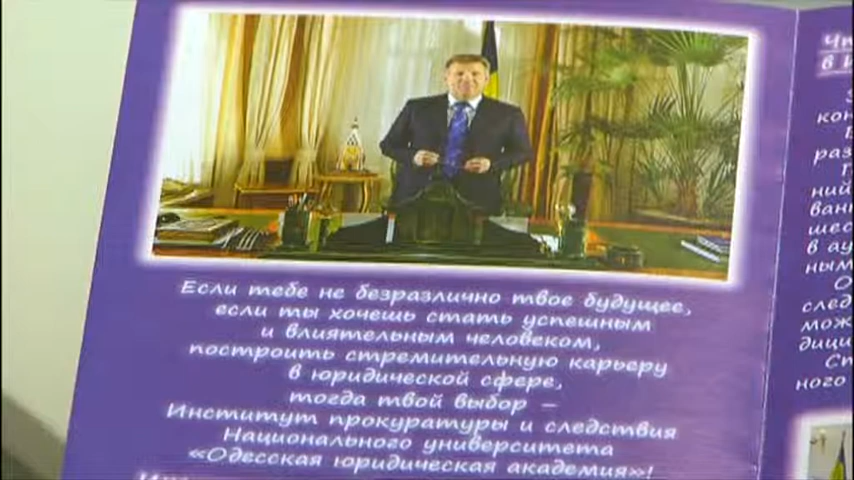 Если тебе не безразлично твое будущее,
если ты хочешь стать успешным
и влиятельным человеком,
построить стремительную карьеру
в юридической сфере,
тогда твой выбор –
Институт прокуратуры и следствия
Национального университета
«Одесская юридическая академия»!